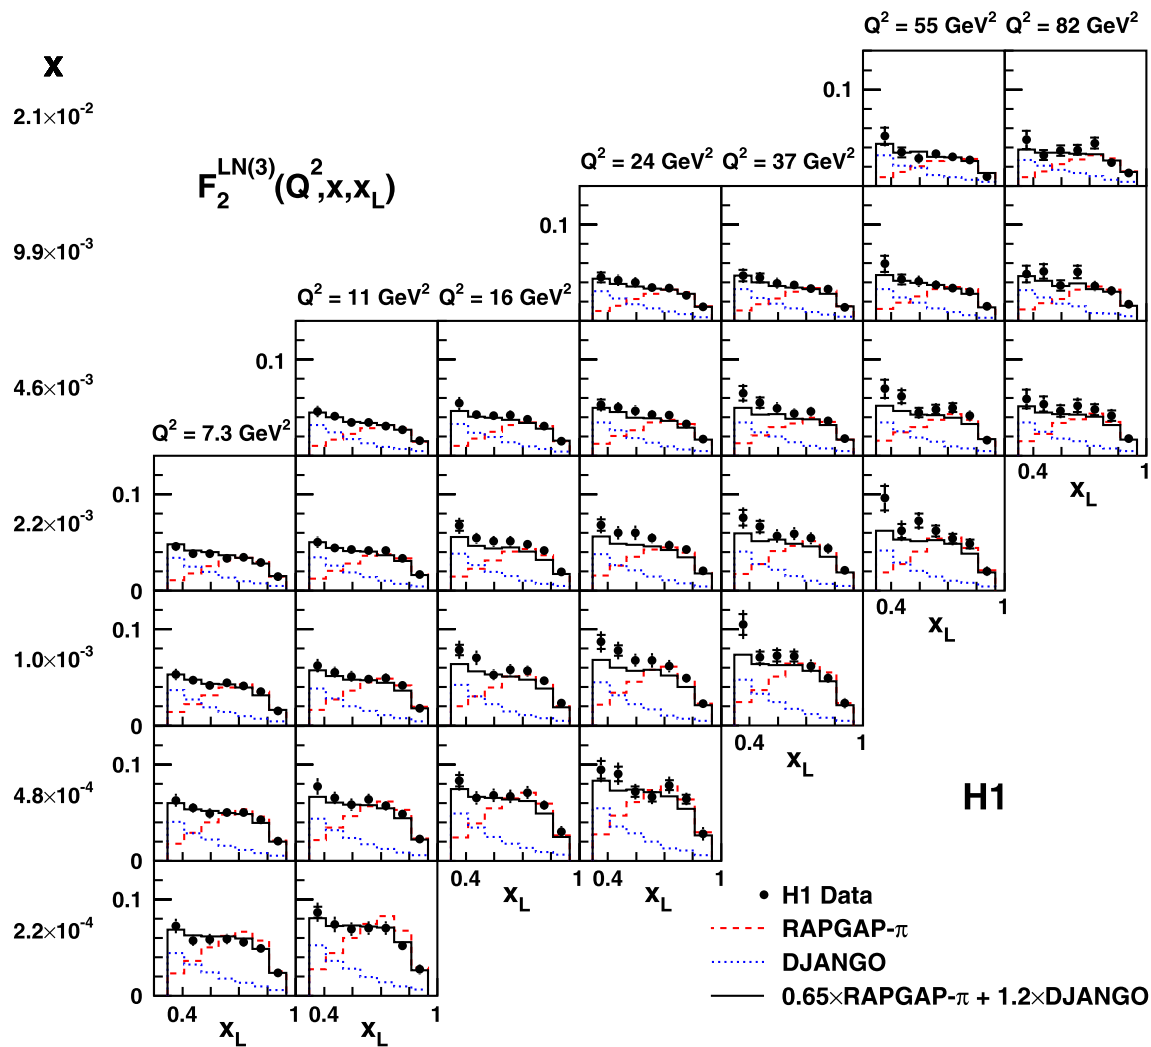 Q² = 55 GeV² Q² = 82 GeV²
x
0.1
2.1×10⁻²
Q² = 24 GeV² Q² = 37 GeV²
F₂^LN(3)(Q²,x,x_L)
0.1
9.9×10⁻³
Q² = 11 GeV² Q² = 16 GeV²
0.1
4.6×10⁻³
Q² = 7.3 GeV²
0.4 1
x_L
0.1
2.2×10⁻³
0
0.4 1
x_L
0.1
1.0×10⁻³
0
0.4 1
x_L
0.1
4.8×10⁻⁴
H1
0
0.4 1 0.4 1
x_L x_L
0.1
H1 Data
2.2×10⁻⁴
RAPGAP-π
DJANGO
0
0.65×RAPGAP-π + 1.2×DJANGO
0.4 1 0.4 1
x_L x_L